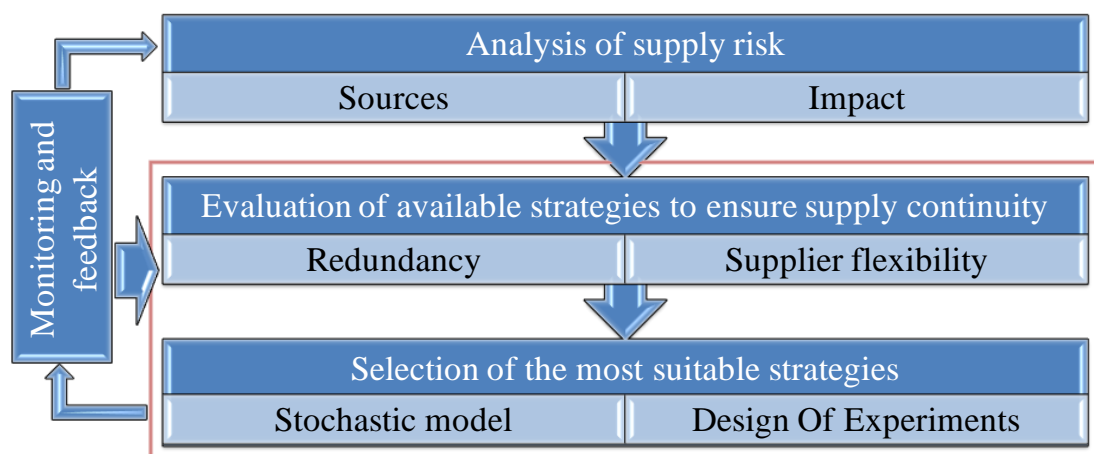 Analysis of supply risk
Sources
Impact
Monitoring and
feedback
Evaluation of available strategies to ensure supply continuity
Redundancy
Supplier flexibility
Selection of the most suitable strategies
Stochastic model
Design Of Experiments